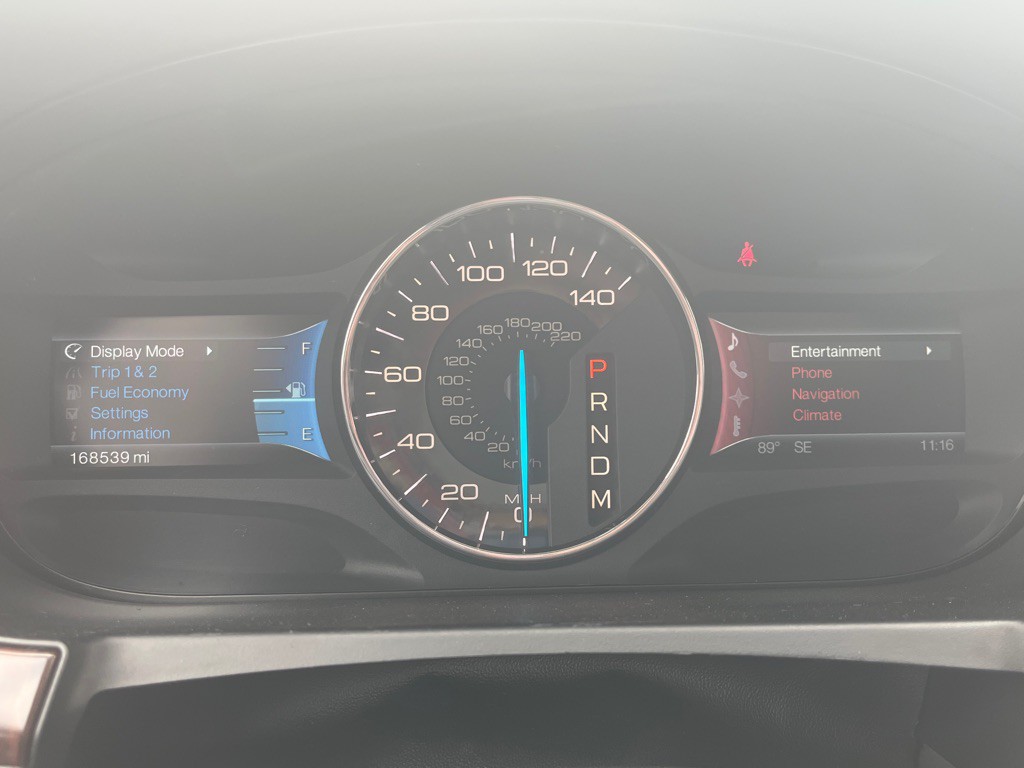 Display Mode
Trip 1 & 2
Fuel Economy
Settings
Information
168539 mi
F
E
0
20
40
60
80
100
120
140
MPH
20
40
60
80
100
120
140
160
180
200
220
km/h
P
R
N
D
M
Entertainment
Phone
Navigation
Climate
89° SE 11:16